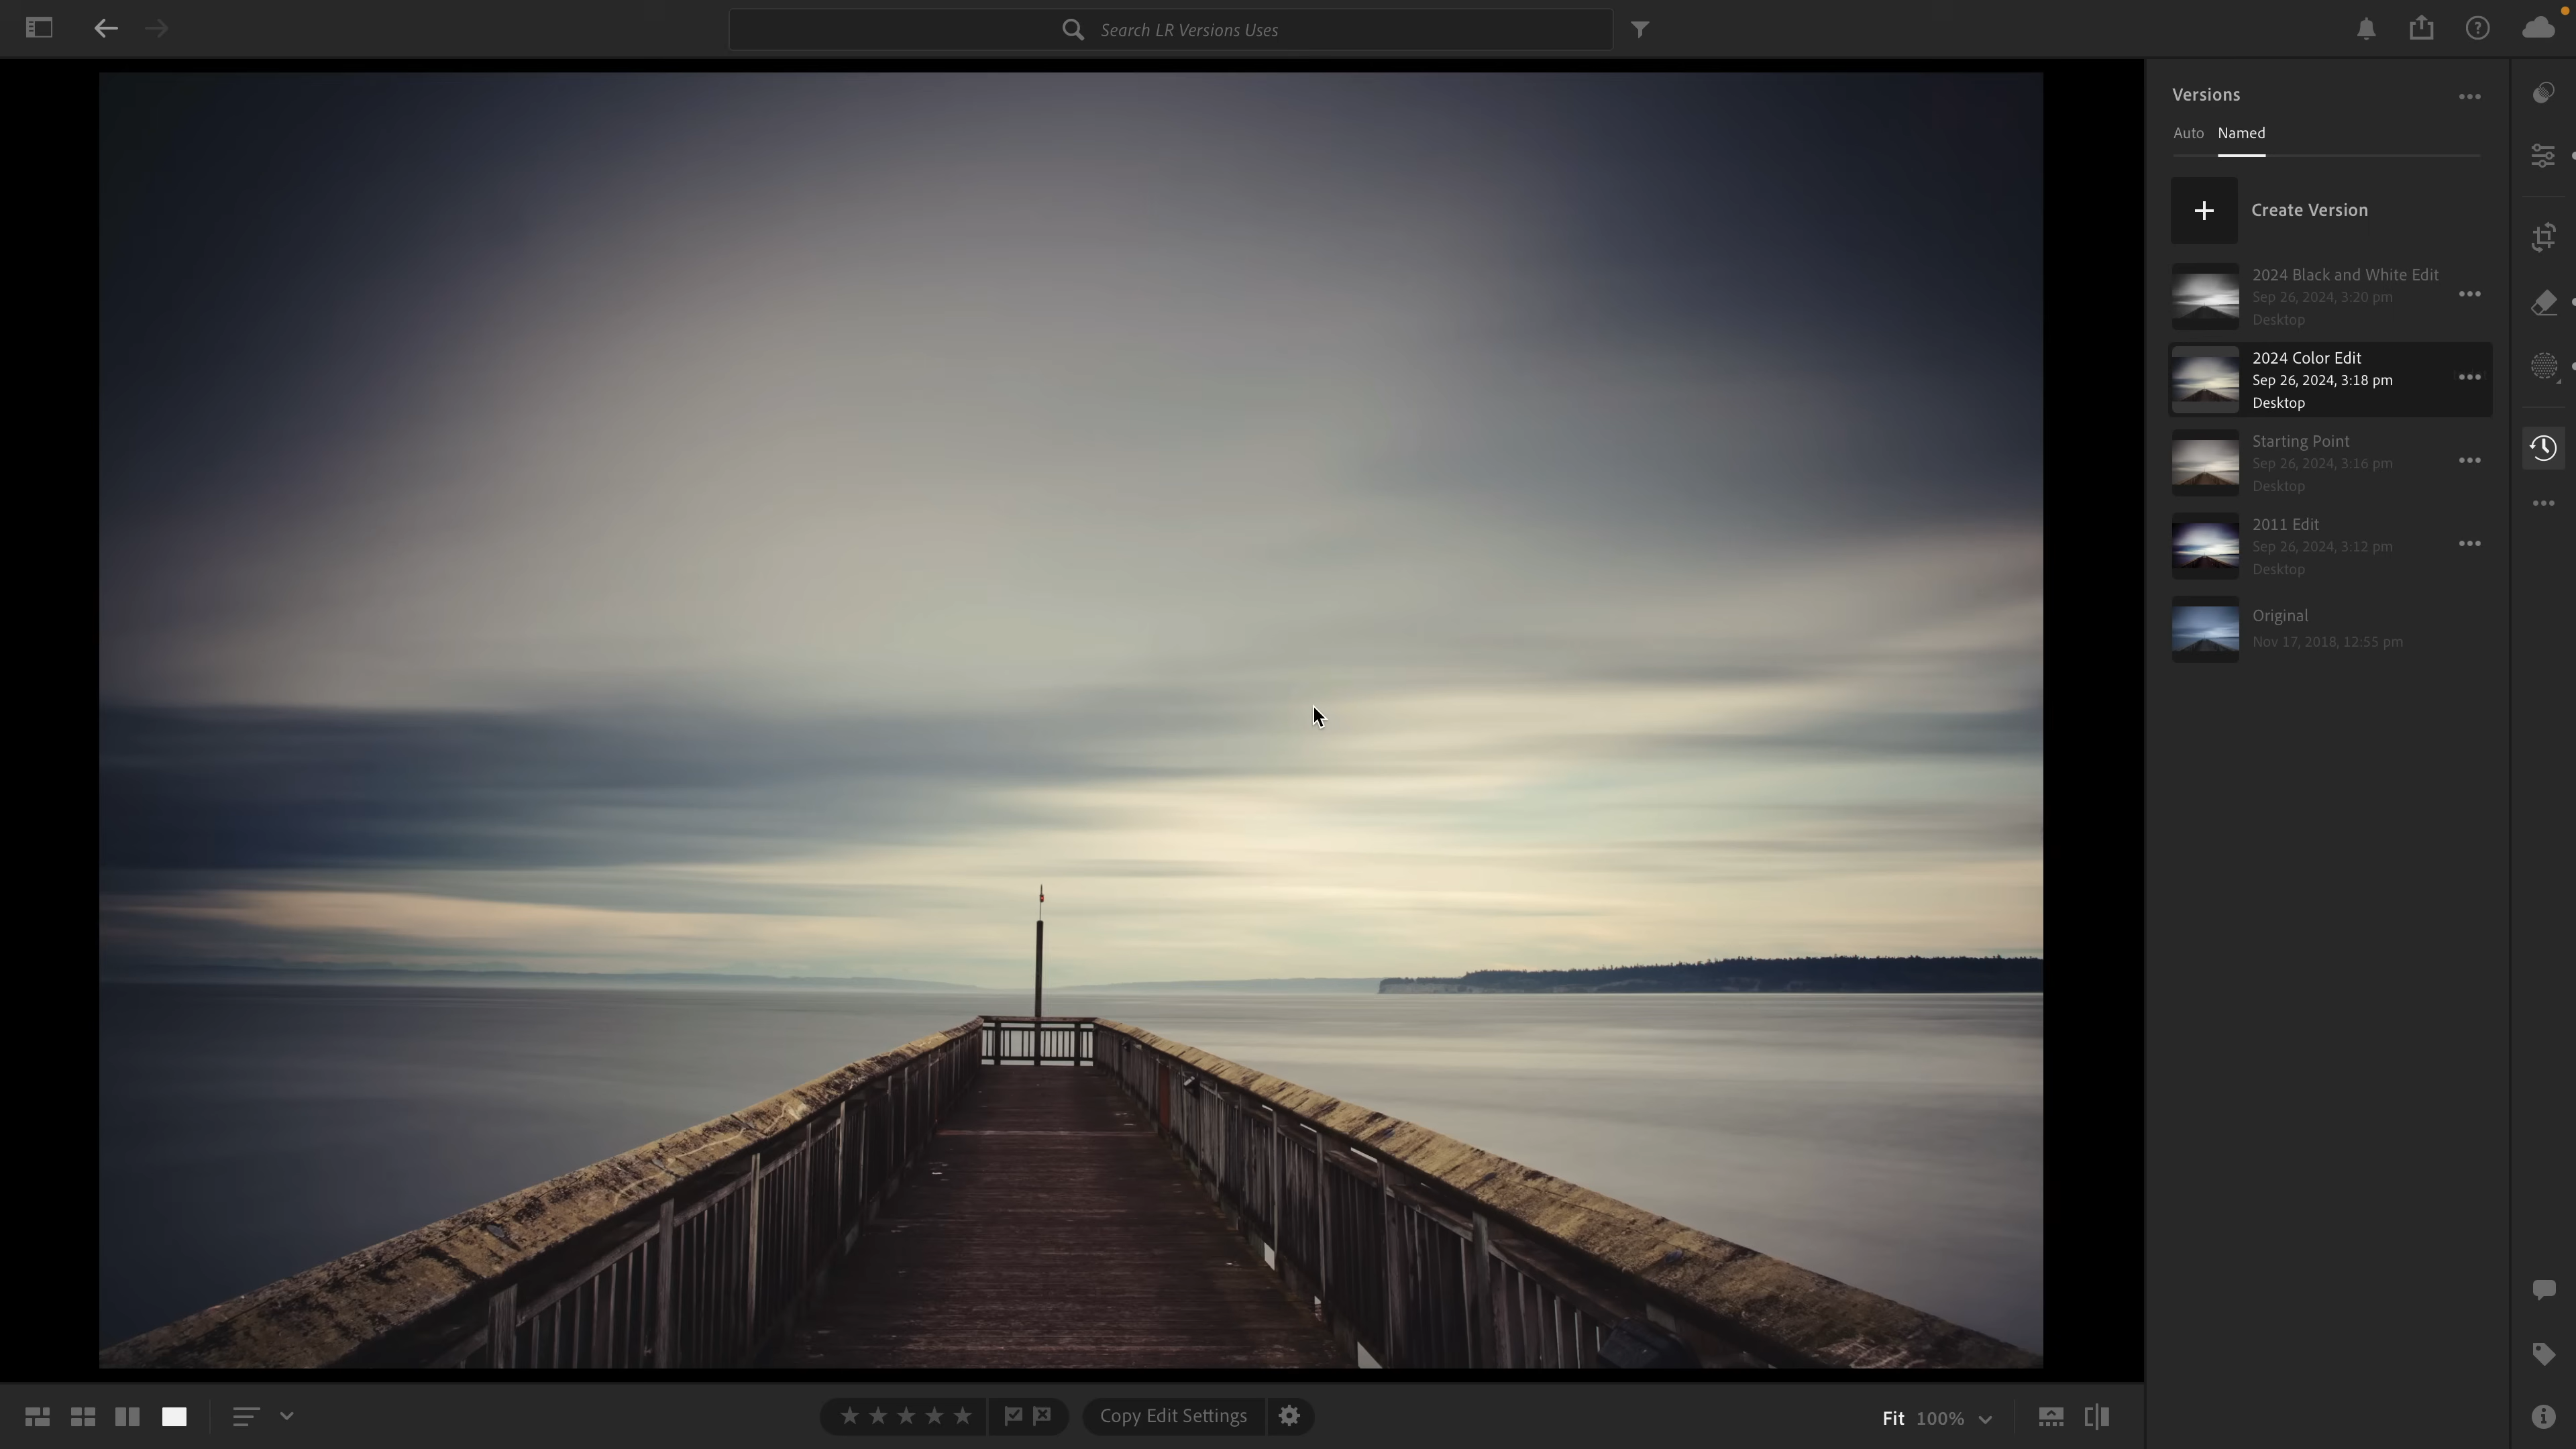 Search LR Versions Uses
Versions
Auto Named
Create Version
2024 Black and White Edit
Sep 26, 2024, 3:20 pm
Desktop
2024 Color Edit
Sep 26, 2024, 3:18 pm
Desktop
Starting Point
Sep 26, 2024, 3:16 pm
Desktop
2011 Edit
Sep 26, 2024, 3:12 pm
Desktop
Original
Nov 17, 2018, 12:55 pm
Copy Edit Settings
Fit 100%